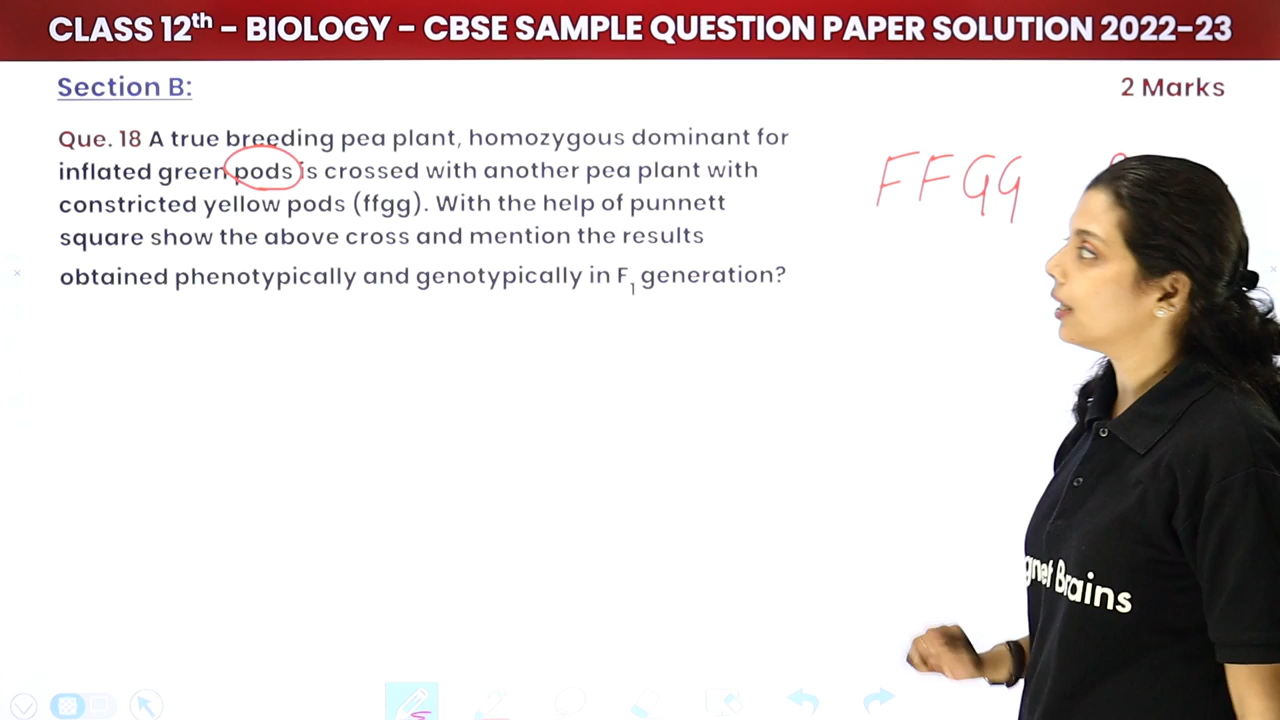 CLASS 12th – BIOLOGY – CBSE SAMPLE QUESTION PAPER SOLUTION 2022–23
Section B:
2 Marks
Que. 18 A true breeding pea plant, homozygous dominant for
inflated green pods is crossed with another pea plant with
constricted yellow pods (ffgg). With the help of punnett
square show the above cross and mention the results
obtained phenotypically and genotypically in F1 generation?
FFGG
Brains